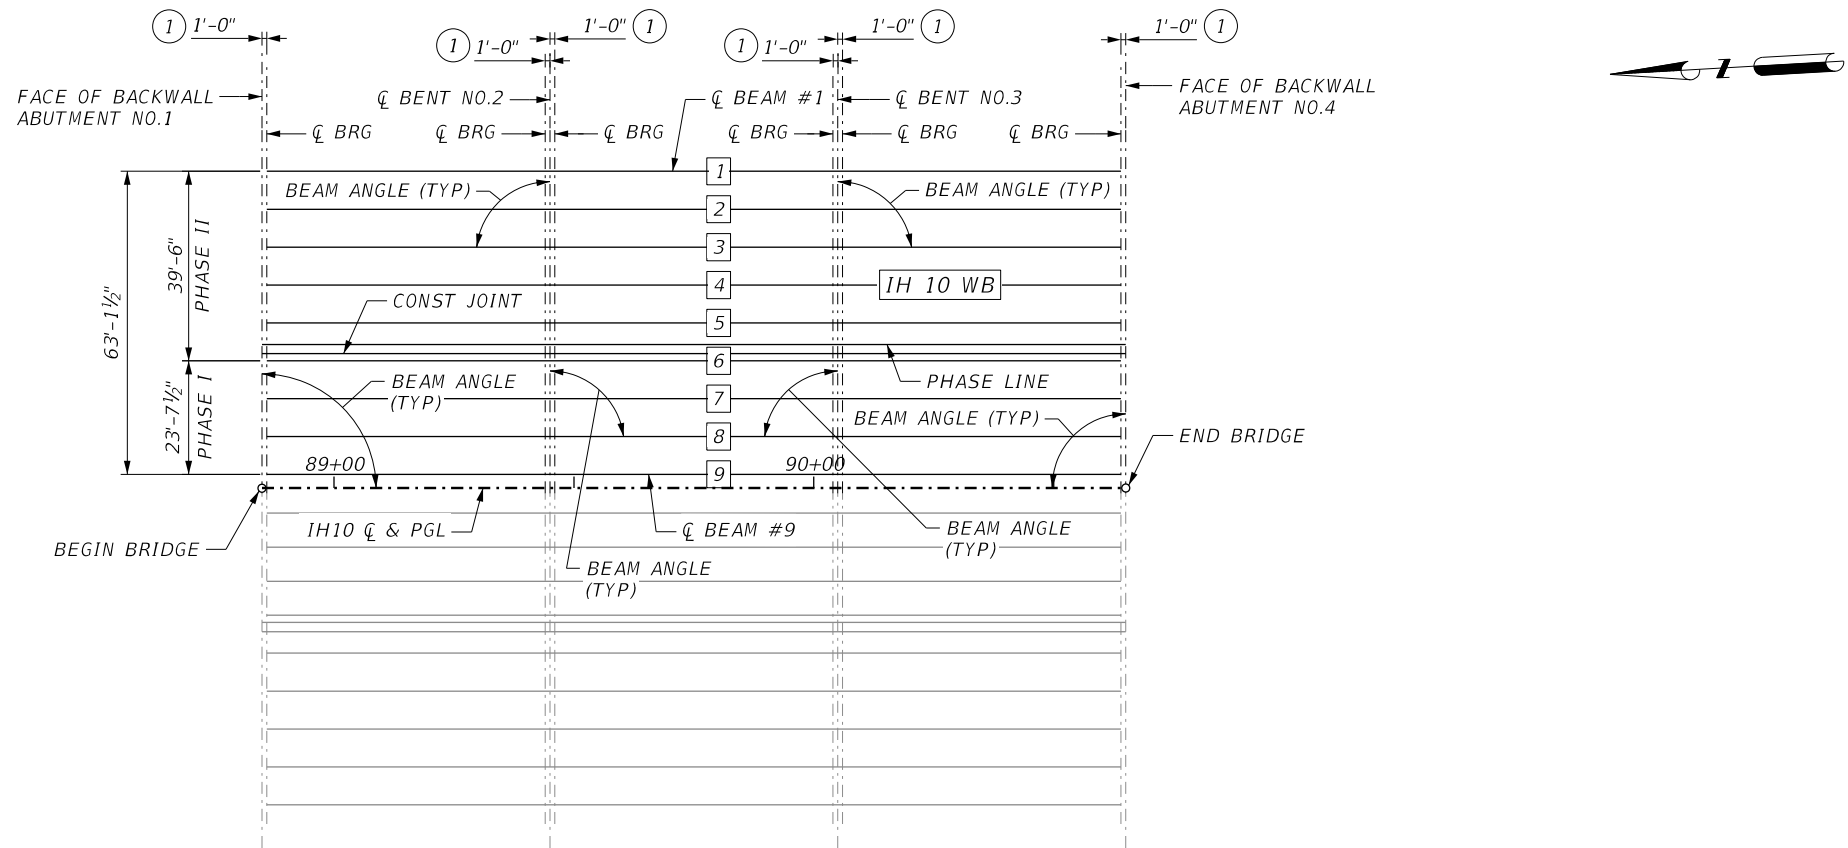 1 1'-0"
1'-0" 1
1'-0" 1
1'-0" 1
1 1'-0"
1 1'-0"
FACE OF BACKWALL
ABUTMENT NO.1
℄ BENT NO.2
℄ BEAM #1
℄ BENT NO.3
FACE OF BACKWALL
ABUTMENT NO.4
℄ BRG
℄ BRG
℄ BRG
℄ BRG
℄ BRG
℄ BRG
1
BEAM ANGLE (TYP)
BEAM ANGLE (TYP)
2
3
4
IH 10 WB
CONST JOINT
5
6
63'-1½"
39'-6"
PHASE II
23'-7½"
PHASE I
BEAM ANGLE
(TYP)
PHASE LINE
7
BEAM ANGLE (TYP)
8
END BRIDGE
89+00
9
90+00
IH10 ℄ & PGL
℄ BEAM #9
BEAM ANGLE
(TYP)
BEGIN BRIDGE
BEAM ANGLE
(TYP)
Z